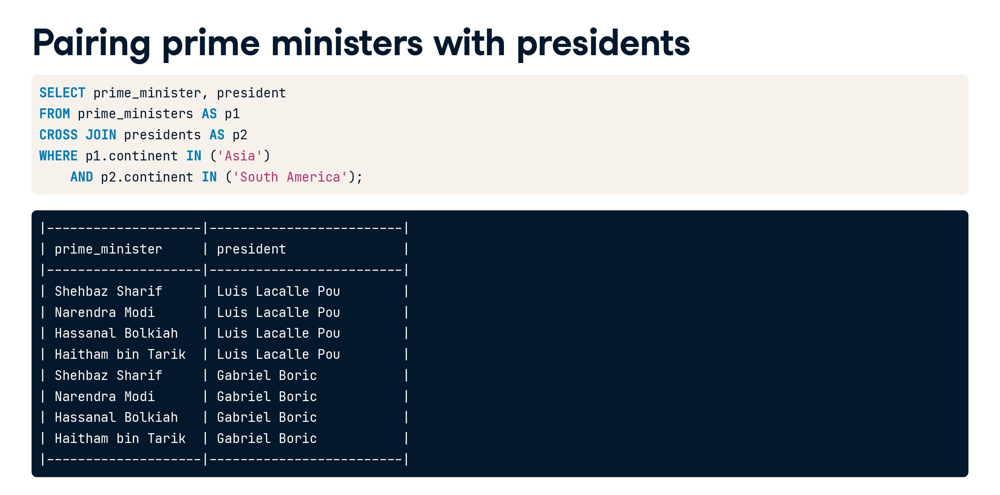 Pairing prime ministers with presidents
SELECT prime_minister, president
FROM prime_ministers AS p1
CROSS JOIN presidents AS p2
WHERE p1.continent IN ('Asia')
    AND p2.continent IN ('South America');
|--------------------|-------------------------|
| prime_minister     | president               |
|--------------------|-------------------------|
| Shehbaz Sharif     | Luis Lacalle Pou        |
| Narendra Modi      | Luis Lacalle Pou        |
| Hassanal Bolkiah   | Luis Lacalle Pou        |
| Haitham bin Tarik  | Luis Lacalle Pou        |
| Shehbaz Sharif     | Gabriel Boric           |
| Narendra Modi      | Gabriel Boric           |
| Hassanal Bolkiah   | Gabriel Boric           |
| Haitham bin Tarik  | Gabriel Boric           |
|--------------------|-------------------------|